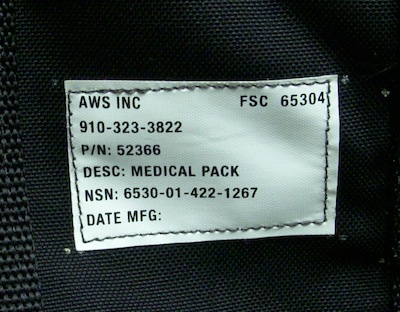 AWS INC FSC 65304
910-323-3822
P/N: 52366
DESC: MEDICAL PACK
NSN: 6530-01-422-1267
DATE MFG: